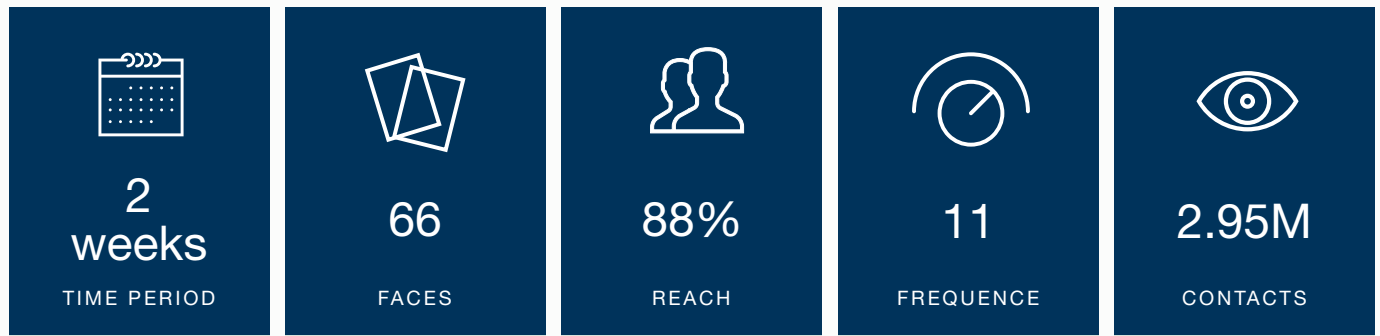 2
weeks
TIME PERIOD
66
FACES
88%
REACH
11
FREQUENCE
2.95M
CONTACTS